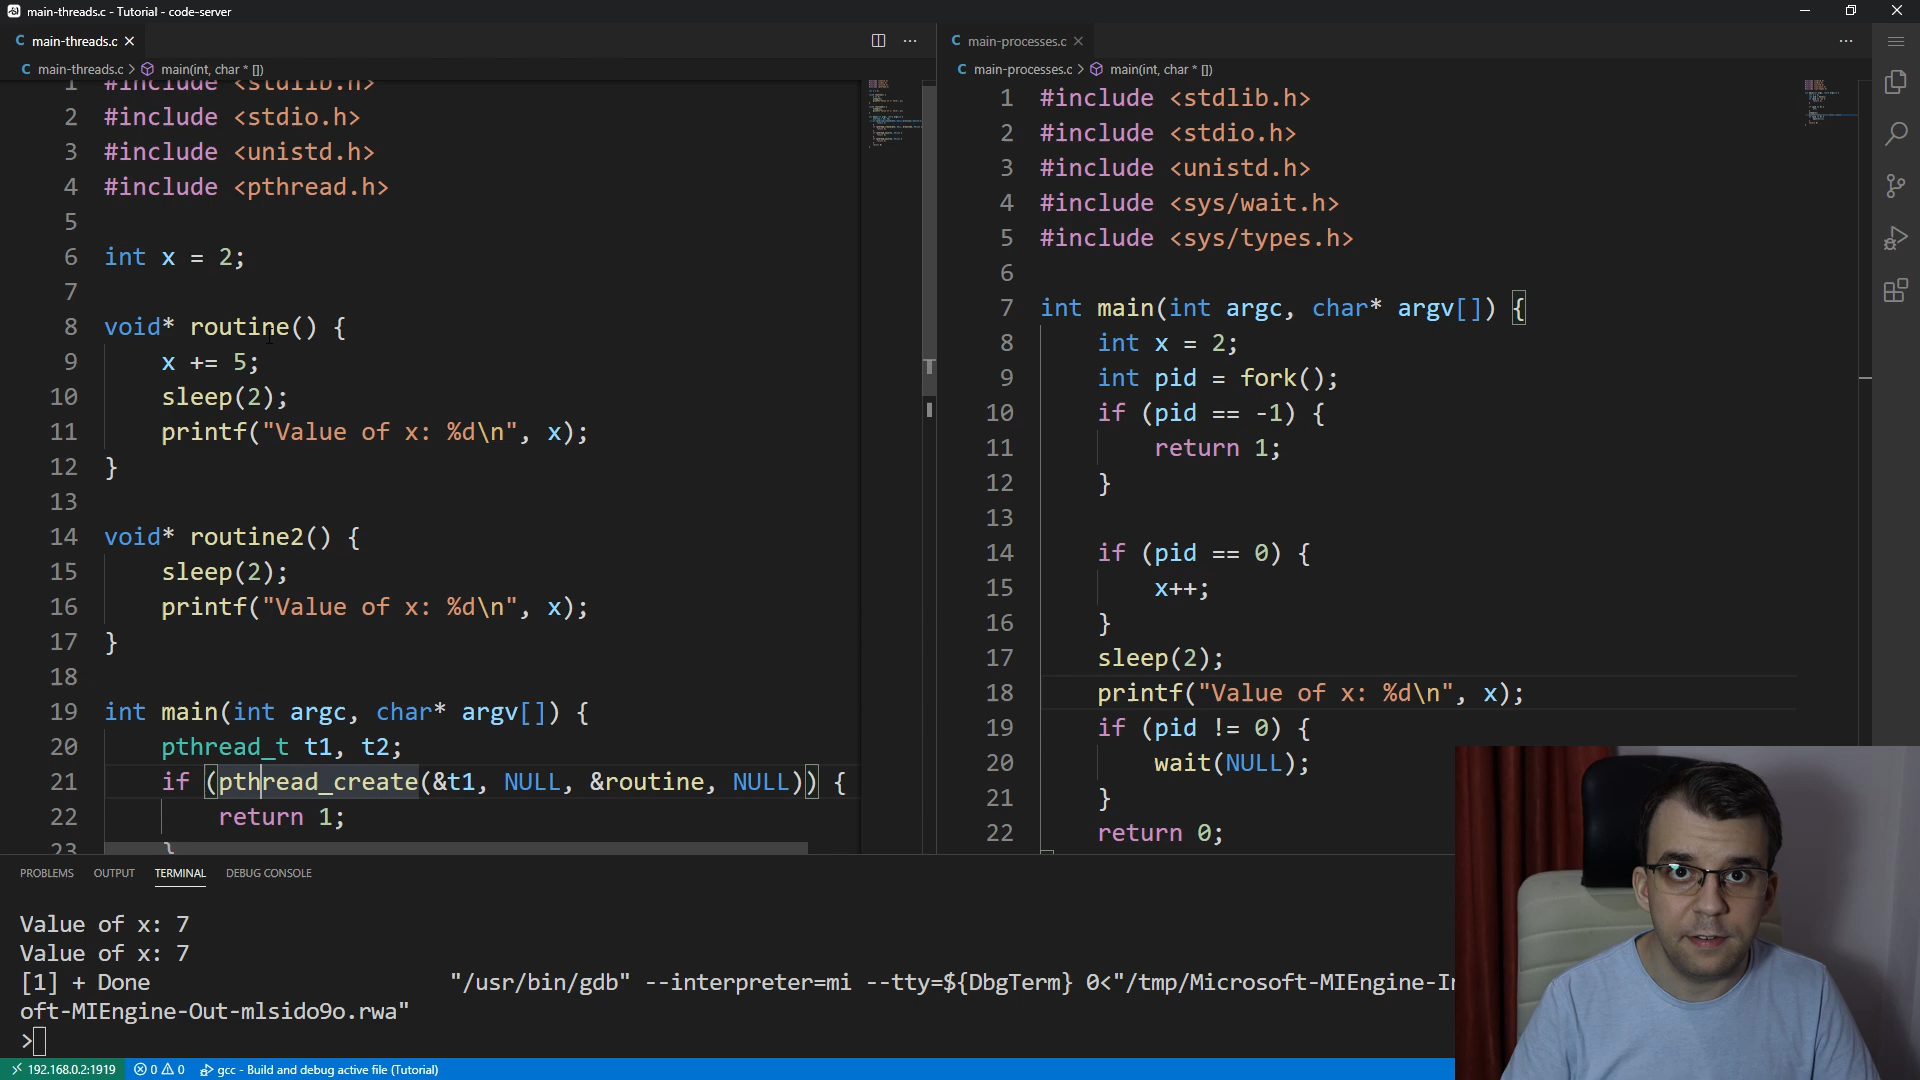 main-threads.c - Tutorial - code-server
C main-threads.c ×
C main-threads.c > main(int, char * [])
1 #include <stdlib.h>
2 #include <stdio.h>
3 #include <unistd.h>
4 #include <pthread.h>
5
6 int x = 2;
7
8 void* routine() {
9 x += 5;
10 sleep(2);
11 printf("Value of x: %d\n", x);
12 }
13
14 void* routine2() {
15 sleep(2);
16 printf("Value of x: %d\n", x);
17 }
18
19 int main(int argc, char* argv[]) {
20 pthread_t t1, t2;
21 if (pthread_create(&t1, NULL, &routine, NULL)) {
22 return 1;
23 }
C main-processes.c ×
C main-processes.c > main(int, char * [])
1 #include <stdlib.h>
2 #include <stdio.h>
3 #include <unistd.h>
4 #include <sys/wait.h>
5 #include <sys/types.h>
6
7 int main(int argc, char* argv[]) {
8 int x = 2;
9 int pid = fork();
10 if (pid == -1) {
11 return 1;
12 }
13
14 if (pid == 0) {
15 x++;
16 }
17 sleep(2);
18 printf("Value of x: %d\n", x);
19 if (pid != 0) {
20 wait(NULL);
21 }
22 return 0;
PROBLEMS OUTPUT TERMINAL DEBUG CONSOLE
Value of x: 7
Value of x: 7
[1] + Done "/usr/bin/gdb" --interpreter=mi --tty=${DbgTerm} 0<"/tmp/Microsoft-MIEngine-In
oft-MIEngine-Out-mlsido9o.rwa"
>
192.168.0.2:1919 0 0 gcc - Build and debug active file (Tutorial)